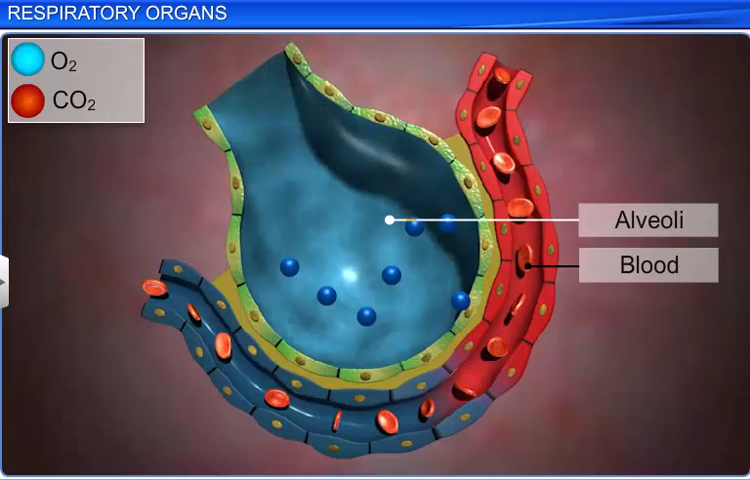 RESPIRATORY ORGANS
O₂
CO₂
Alveoli
Blood